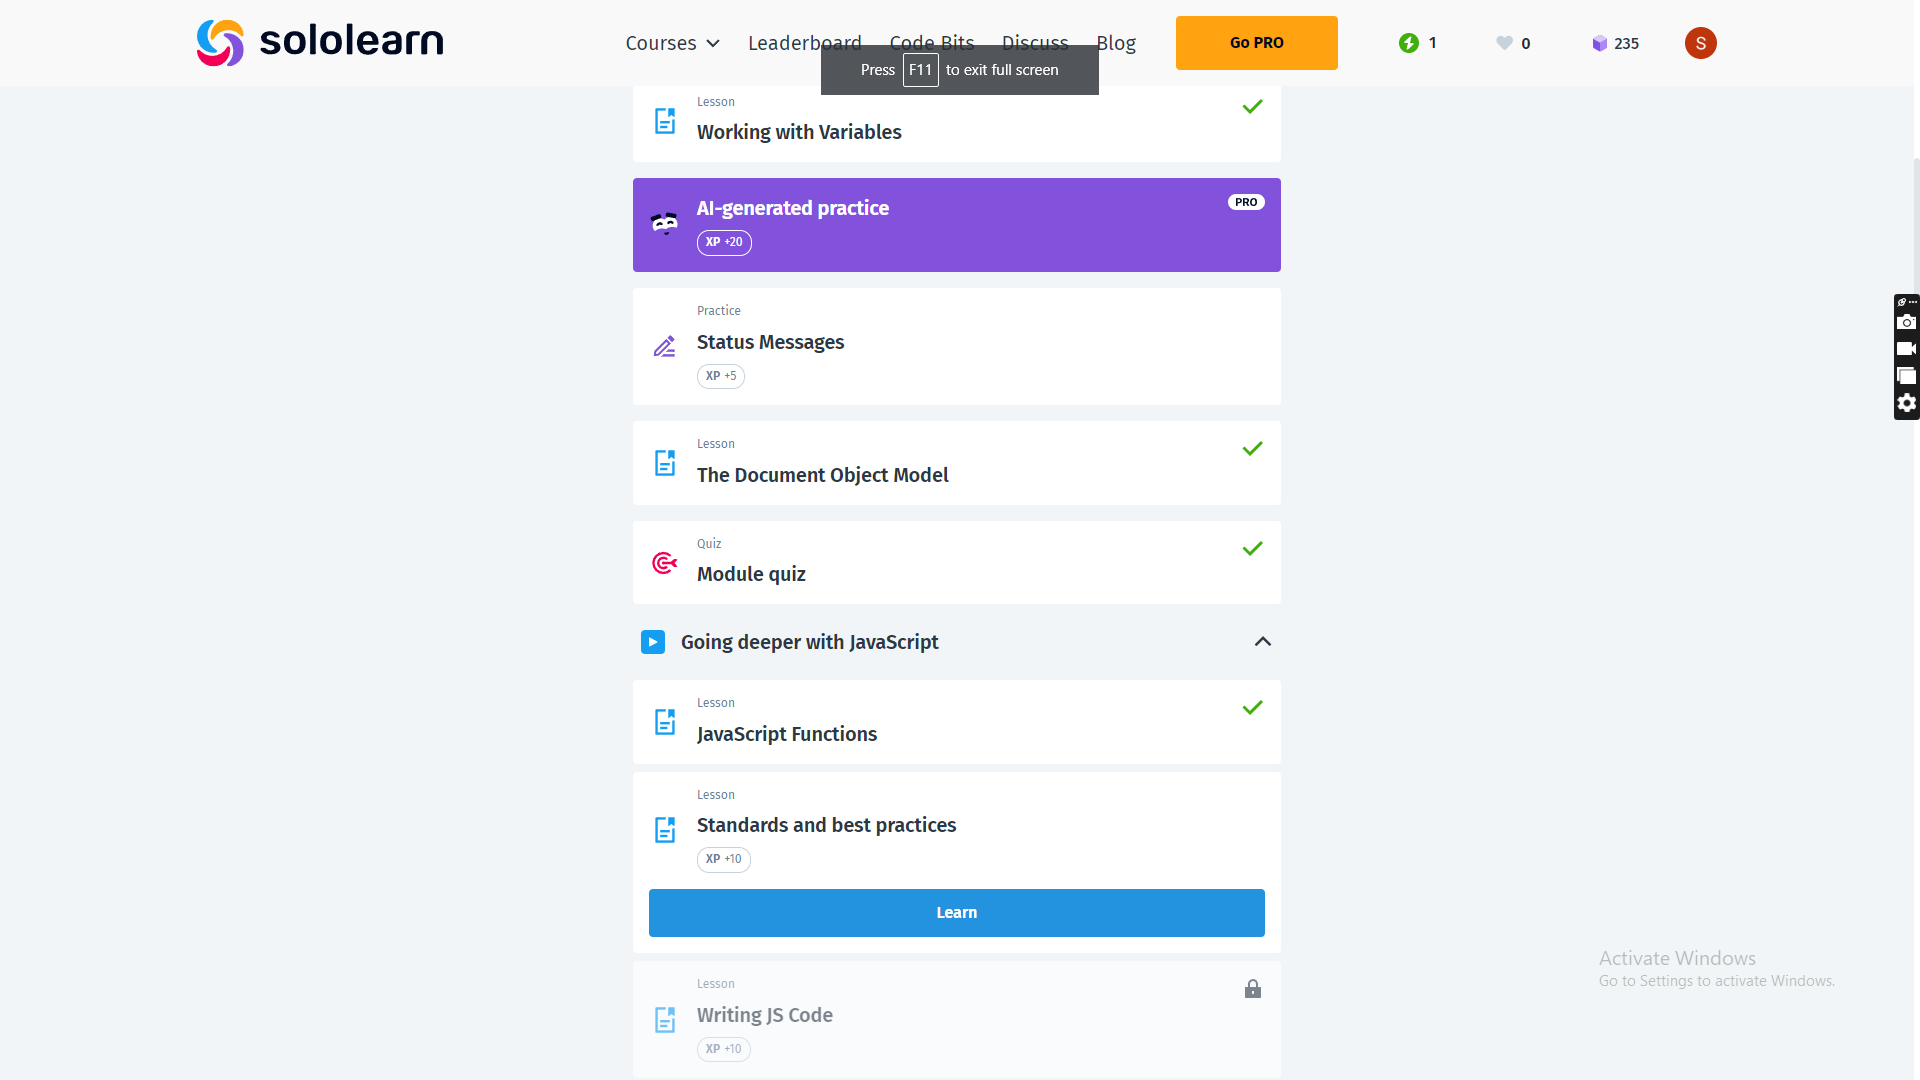 sololearn
Courses
Leaderboard
Code Bits
Discuss
Blog
Go PRO
1
0
235
S
Press F11 to exit full screen
Lesson
Working with Variables
AI-generated practice
PRO
XP +20
Practice
Status Messages
XP +5
Lesson
The Document Object Model
Quiz
Module quiz
Going deeper with JavaScript
Lesson
JavaScript Functions
Lesson
Standards and best practices
XP +10
Learn
Lesson
Writing JS Code
XP +10
Activate Windows
Go to Settings to activate Windows.